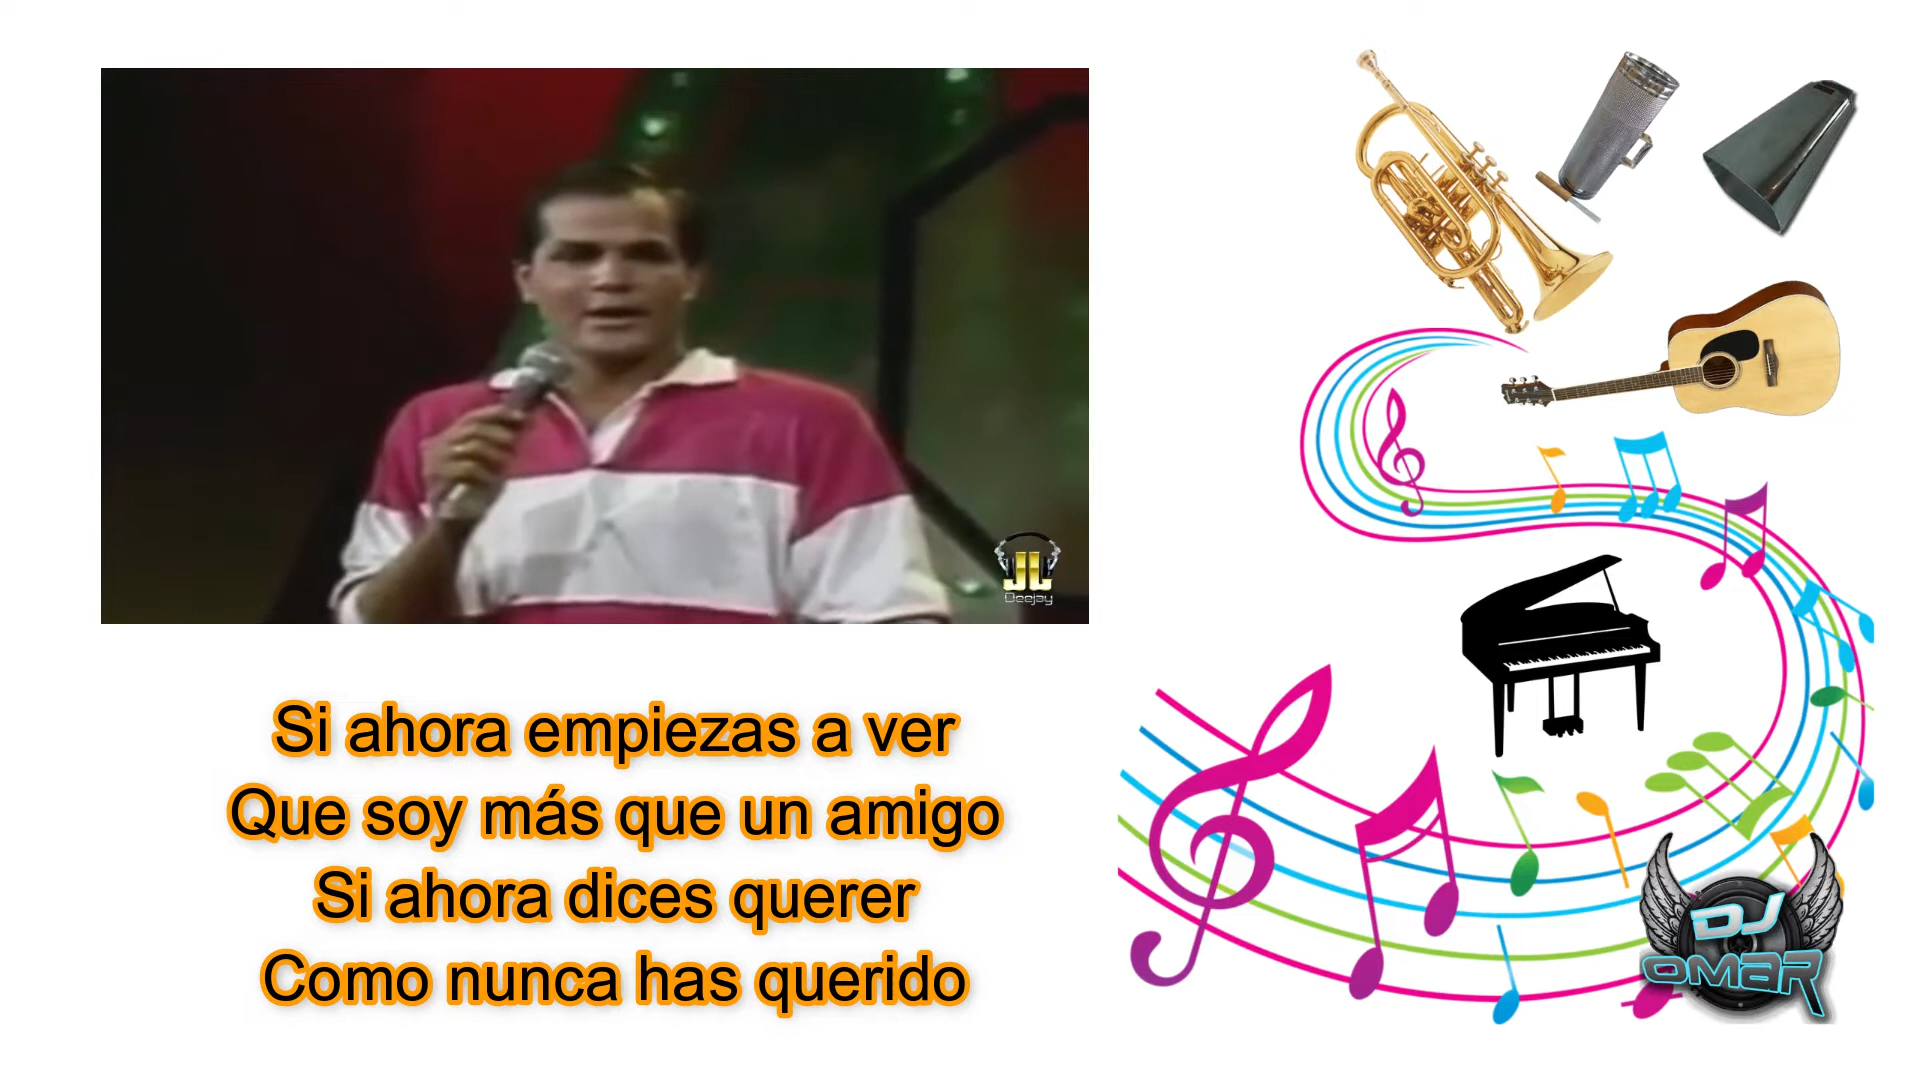 JL
Deejay
Si ahora empiezas a ver
Que soy más que un amigo
Si ahora dices querer
Como nunca has querido
DJ
OMAR